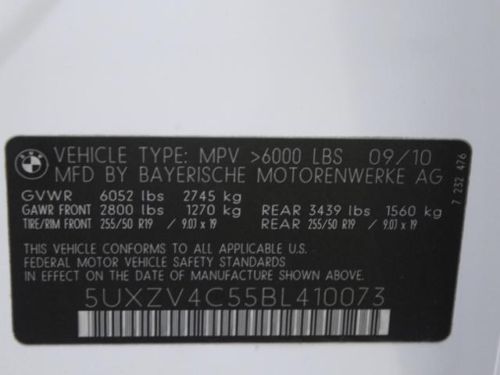 BMW
VEHICLE TYPE: MPV >6000 LBS 09/10
MFD BY BAYERISCHE MOTORENWERKE AG
7 232 476
GVWR 6052 lbs 2745 kg
GAWR FRONT 2800 lbs 1270 kg REAR 3439 lbs 1560 kg
TIRE/RIM FRONT 255/50 R19 / 9.0J x 19 REAR 255/50 R19 / 9.0J x 19
THIS VEHICLE CONFORMS TO ALL APPLICABLE U.S.
FEDERAL MOTOR VEHICLE SAFETY STANDARDS IN EFFECT
ON THE DATE OF MANUFACTURE SHOWN ABOVE.
5UXZV4C55BL410073